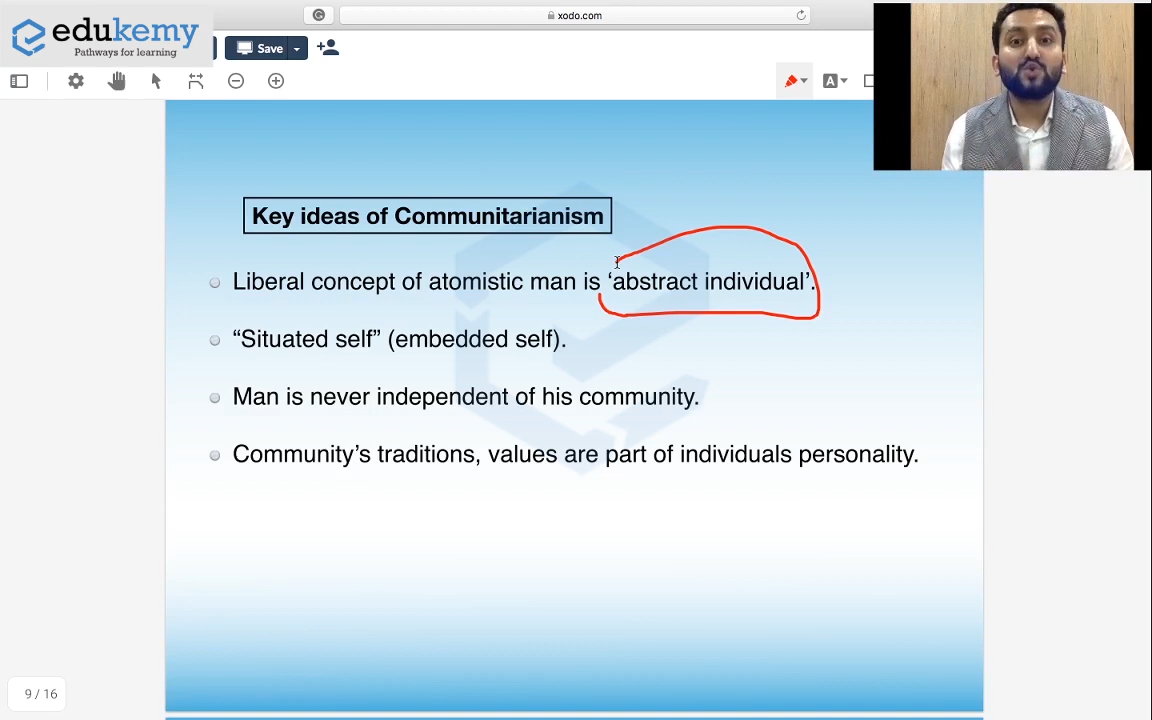 edukemy
Pathways for learning
xodo.com
Save
Key ideas of Communitarianism
Liberal concept of atomistic man is ‘abstract individual’.
“Situated self” (embedded self).
Man is never independent of his community.
Community’s traditions, values are part of individuals personality.
9 / 16